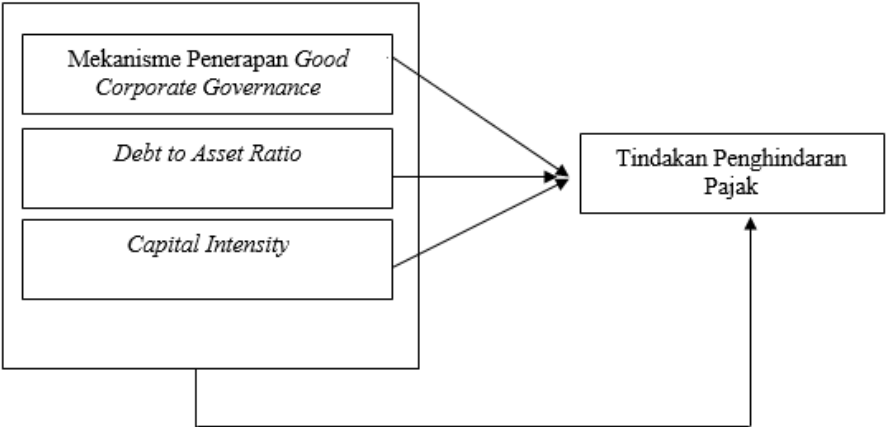 Mekanisme Penerapan Good
Corporate Governance
Debt to Asset Ratio
Capital Intensity
Tindakan Penghindaran
Pajak